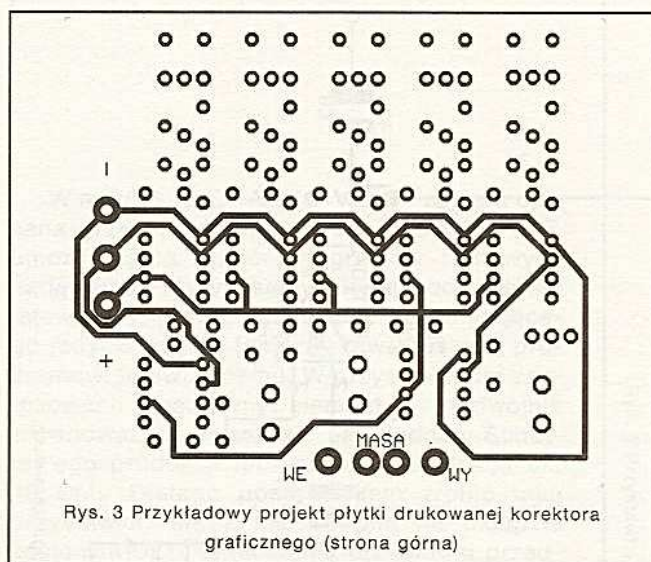 –
+
MASA
WE WY
Rys. 3 Przykładowy projekt płytki drukowanej korektora
graficznego (strona górna)